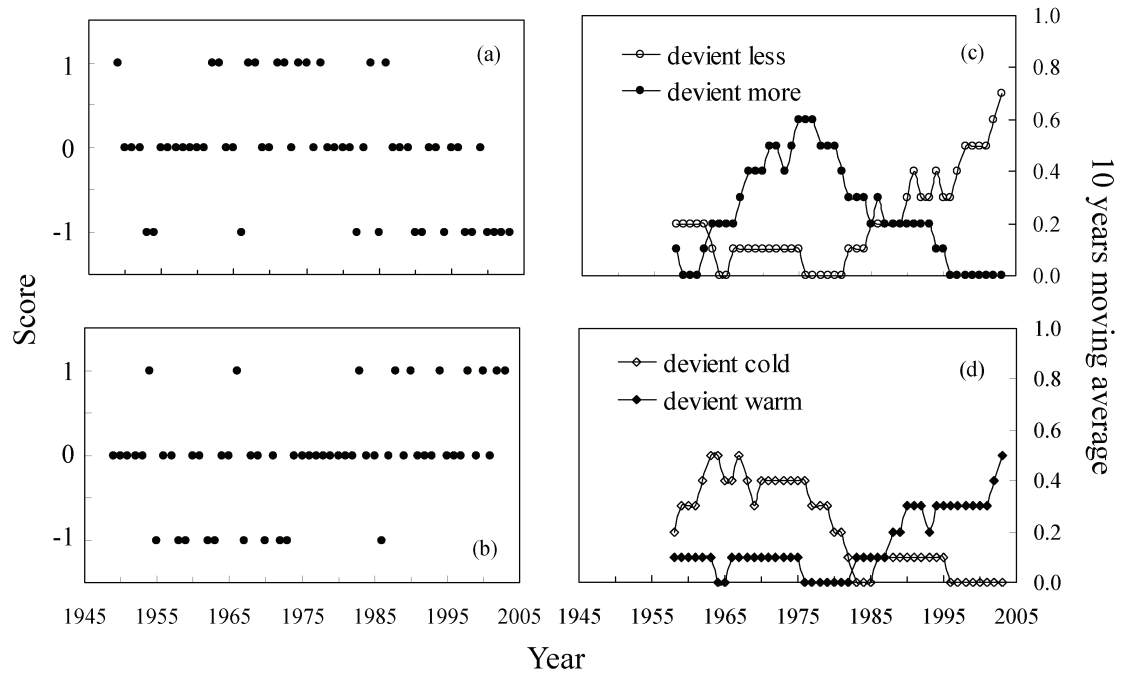 (a)
1
0
-1
Score
1
0
-1
(b)
1945 1955 1965 1975 1985 1995 2005
(c)
devient less
devient more
1.0
0.8
0.6
0.4
0.2
0.0
10 years moving average
(d)
devient cold
devient warm
1.0
0.8
0.6
0.4
0.2
0.0
1945 1955 1965 1975 1985 1995 2005
Year